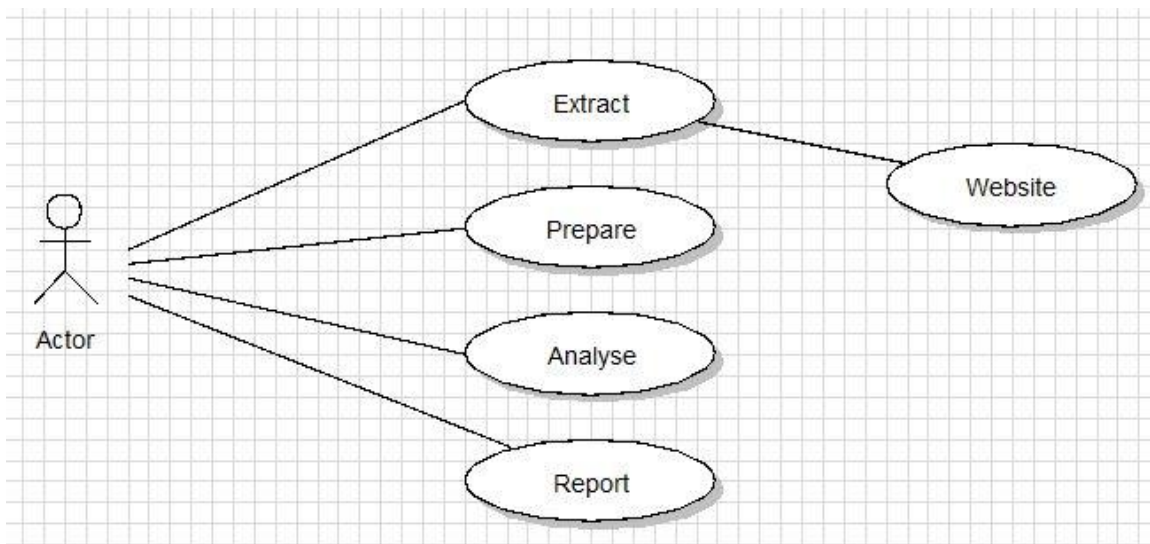 Extract
Website
Prepare
Actor
Analyse
Report